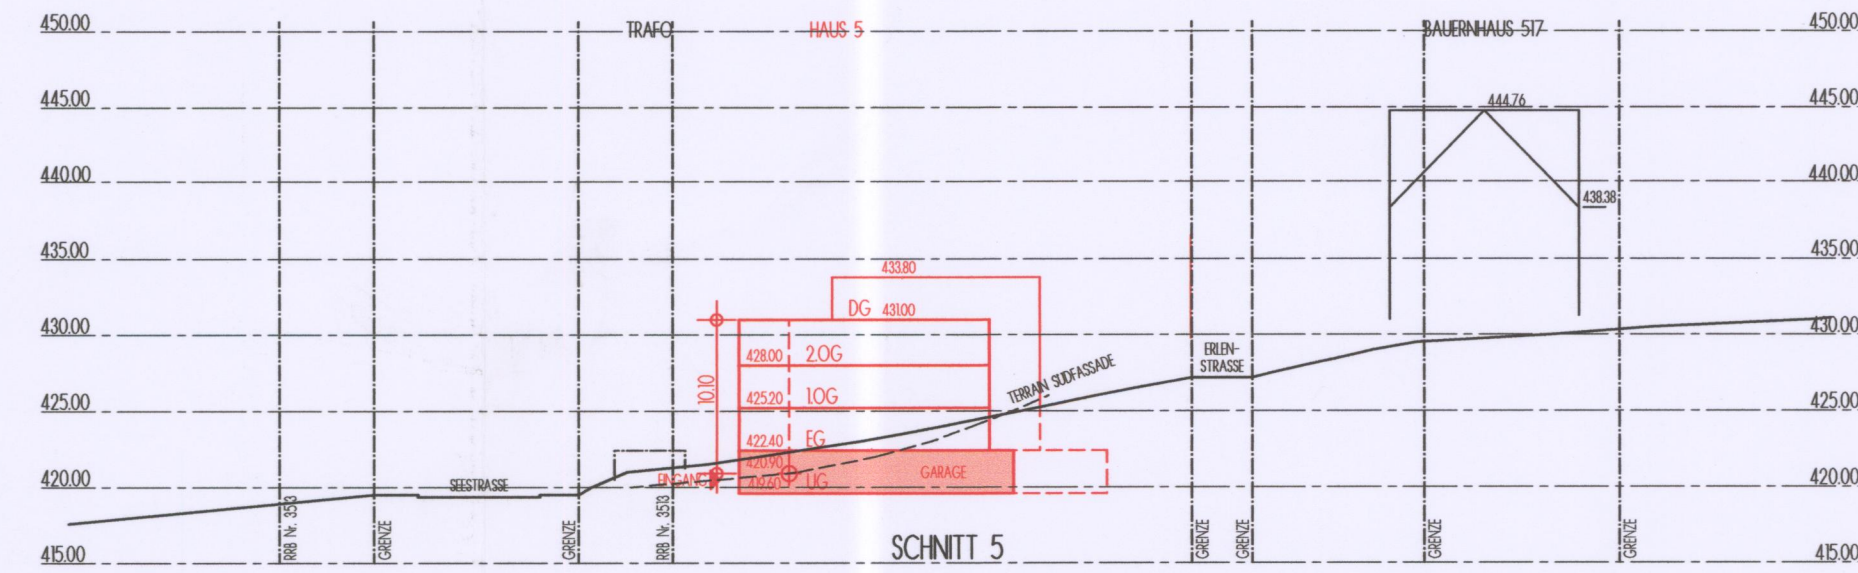 450.00 TRAFO HAUS 5 BAUERNHAUS 517 450.00
445.00 444.76 445.00
440.00 438.38 440.00
435.00 433.80 435.00
DG 431.00
430.00 430.00
428.00 2.OG
ERLEN-
STRASSE
10.10
425.20 1.OG
TERRAIN SÜDFASSADE
425.00 425.00
422.40 EG
420.90
420.00 SEESTRASSE EINGANG 419.60 UG GARAGE 420.00
RRB Nr. 3513
GRENZE
GRENZE
RRB Nr. 3513
GRENZE
GRENZE
GRENZE
GRENZE
SCHNITT 5
415.00 415.00